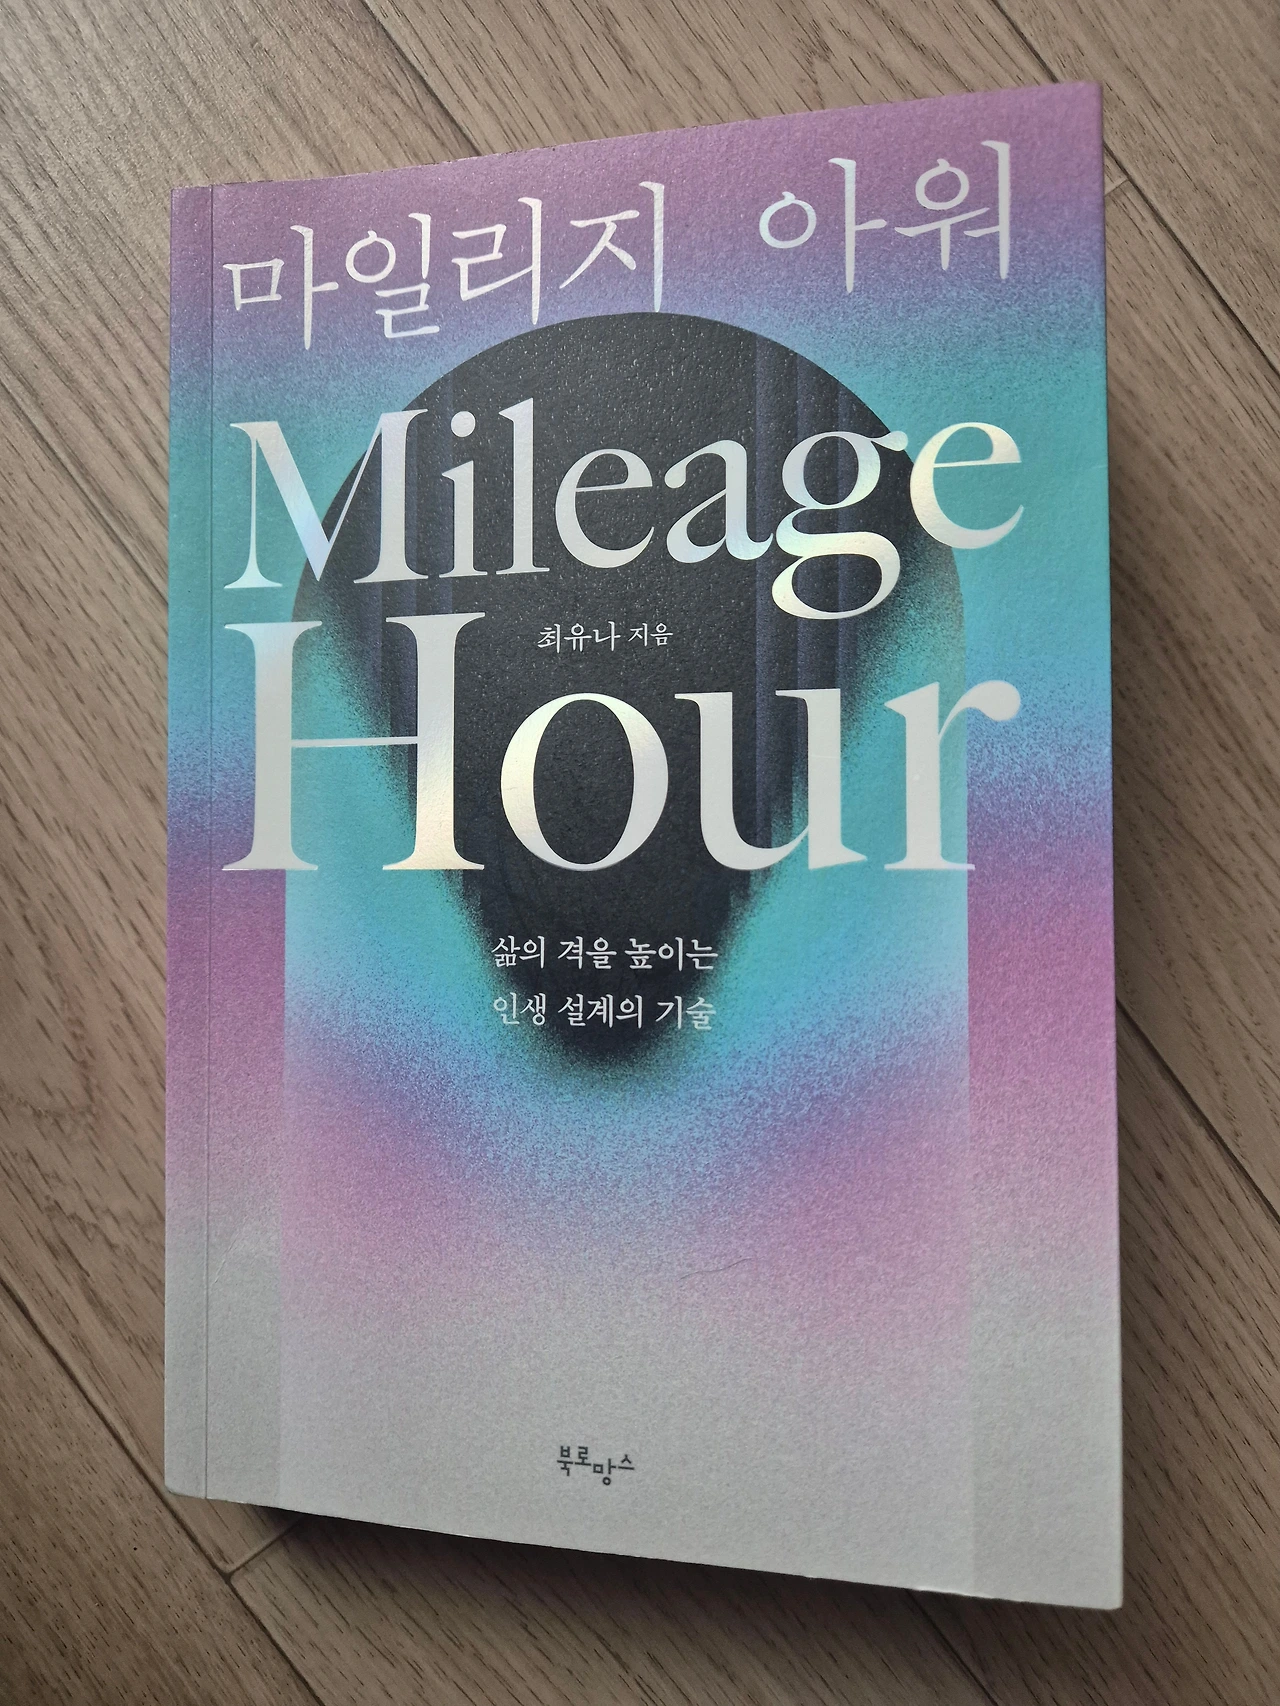 마일리지 아워
Mileage
최유나 지음
Hour
삶의 격을 높이는
인생 설계의 기술
북로망스